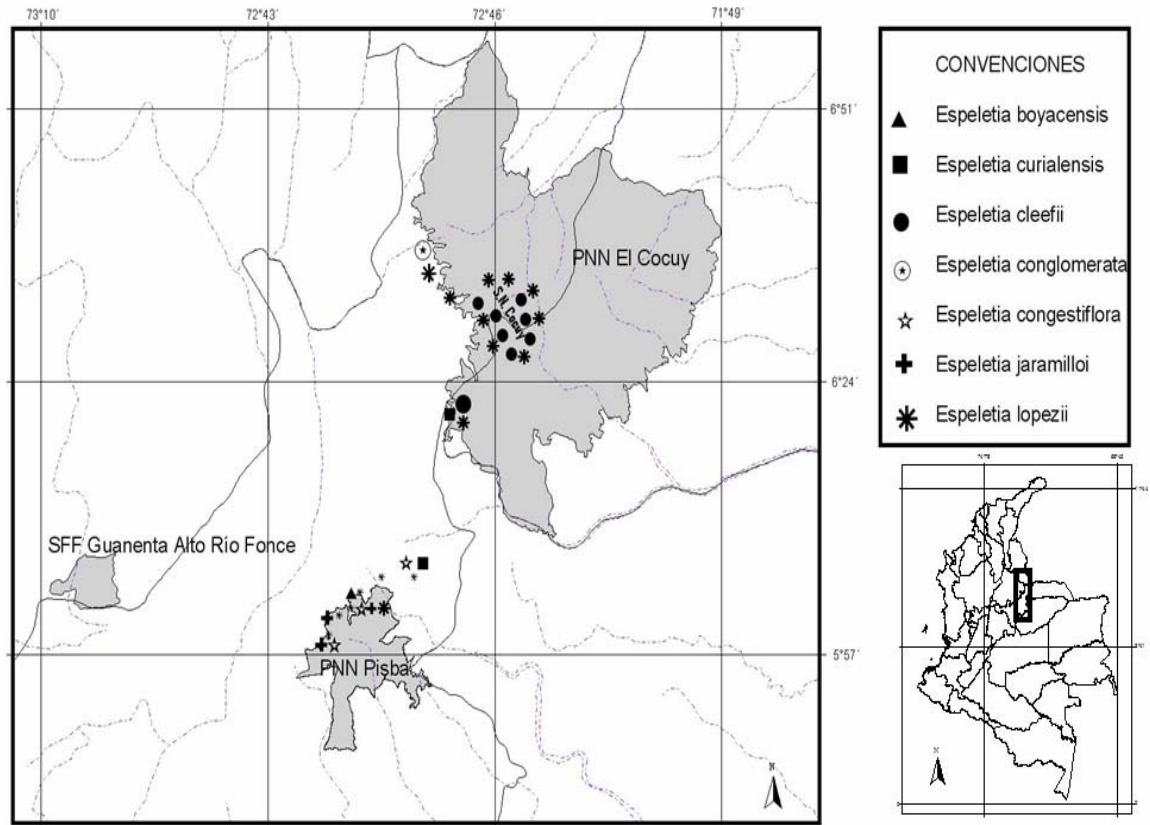 73°10´
72°43´
72°46´
71°49´
6°51´
6°24´
5°57´
PNN El Cocuy
S.N. Cocuy
SFF Guanenta Alto Río Fonce
PNN Pisba
N
CONVENCIONES
Espeletia boyacensis
Espeletia curialensis
Espeletia cleefii
Espeletia conglomerata
Espeletia congestiflora
Espeletia jaramilloi
Espeletia lopezii
N